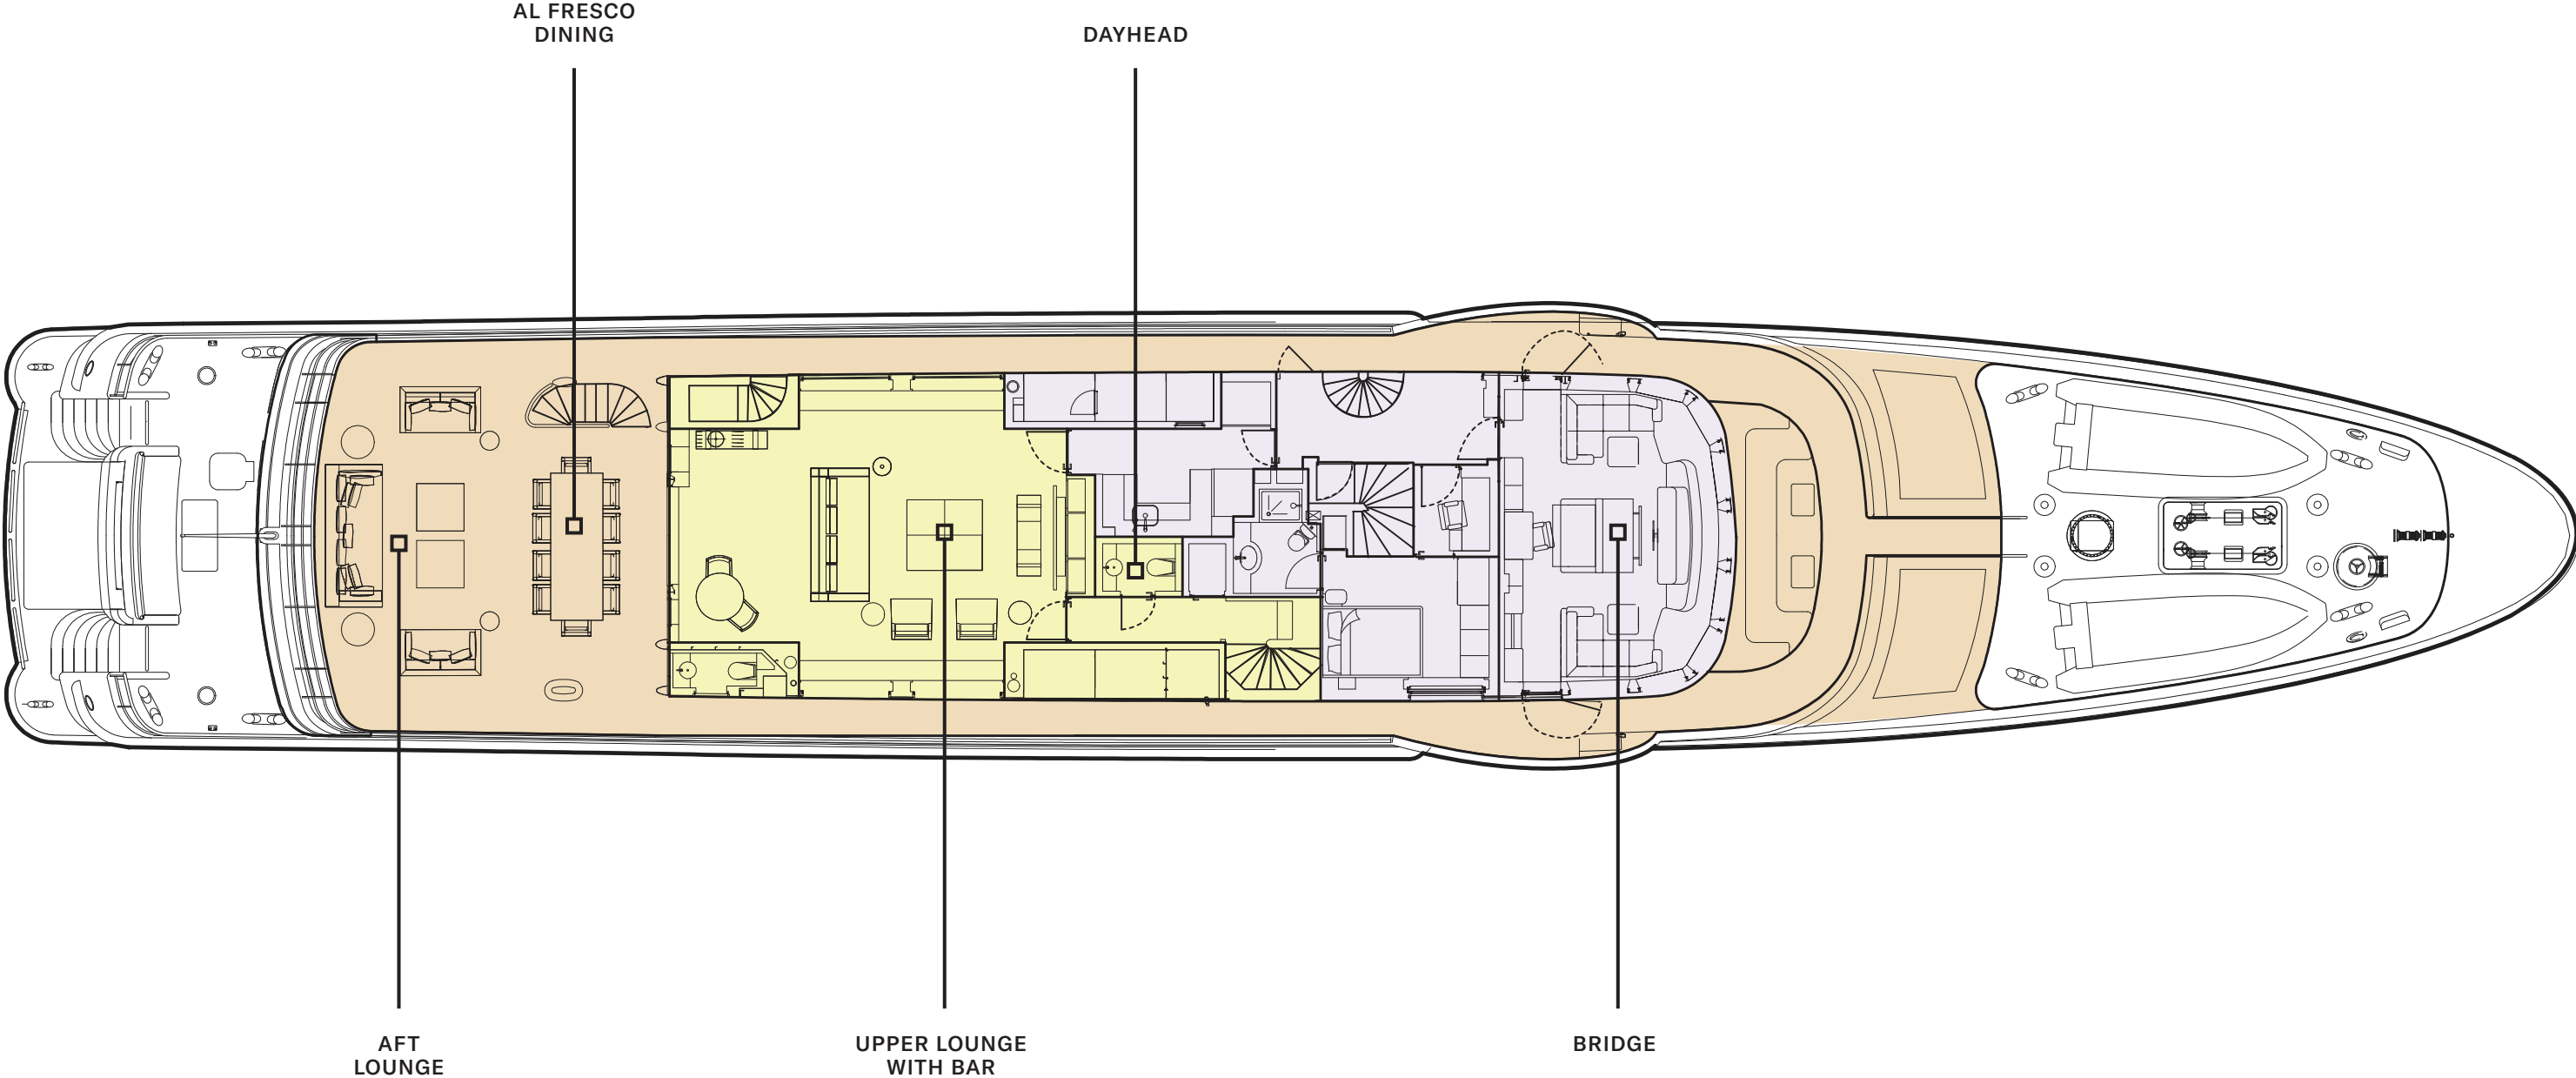 AL FRESCO
DINING
DAYHEAD
AFT
LOUNGE
UPPER LOUNGE
WITH BAR
BRIDGE